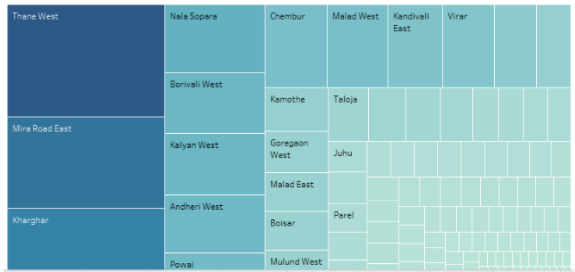 Thane West
Mira Road East
Kharghar
Nala Sopara
Borivali West
Kalyan West
Andheri West
Powai
Chembur
Kamothe
Goregaon
West
Malad East
Boisar
Mulund West
Malad West
Kandivali
East
Virar
Taloja
Juhu
Parel